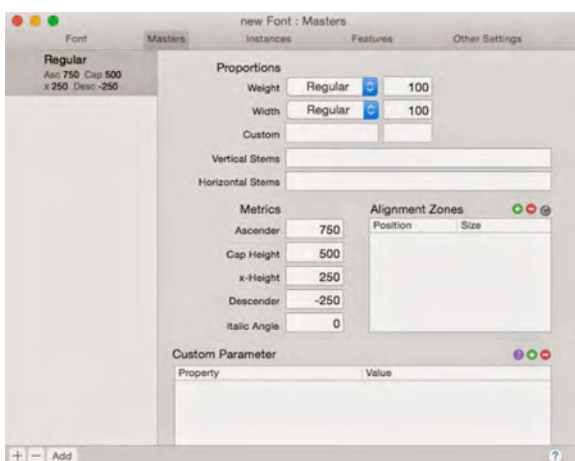 new Font : Masters
Font Masters Instances Features Other Settings
Regular
Asc 750 Cap 500
x 250 Desc -250
Proportions
Weight Regular 100
Width Regular 100
Custom
Vertical Stems
Horizontal Stems
Metrics Alignment Zones
Position Size
Ascender 750
Cap Height 500
x-Height 250
Descender -250
Italic Angle 0
Custom Parameter
Property Value
+ − Add ?